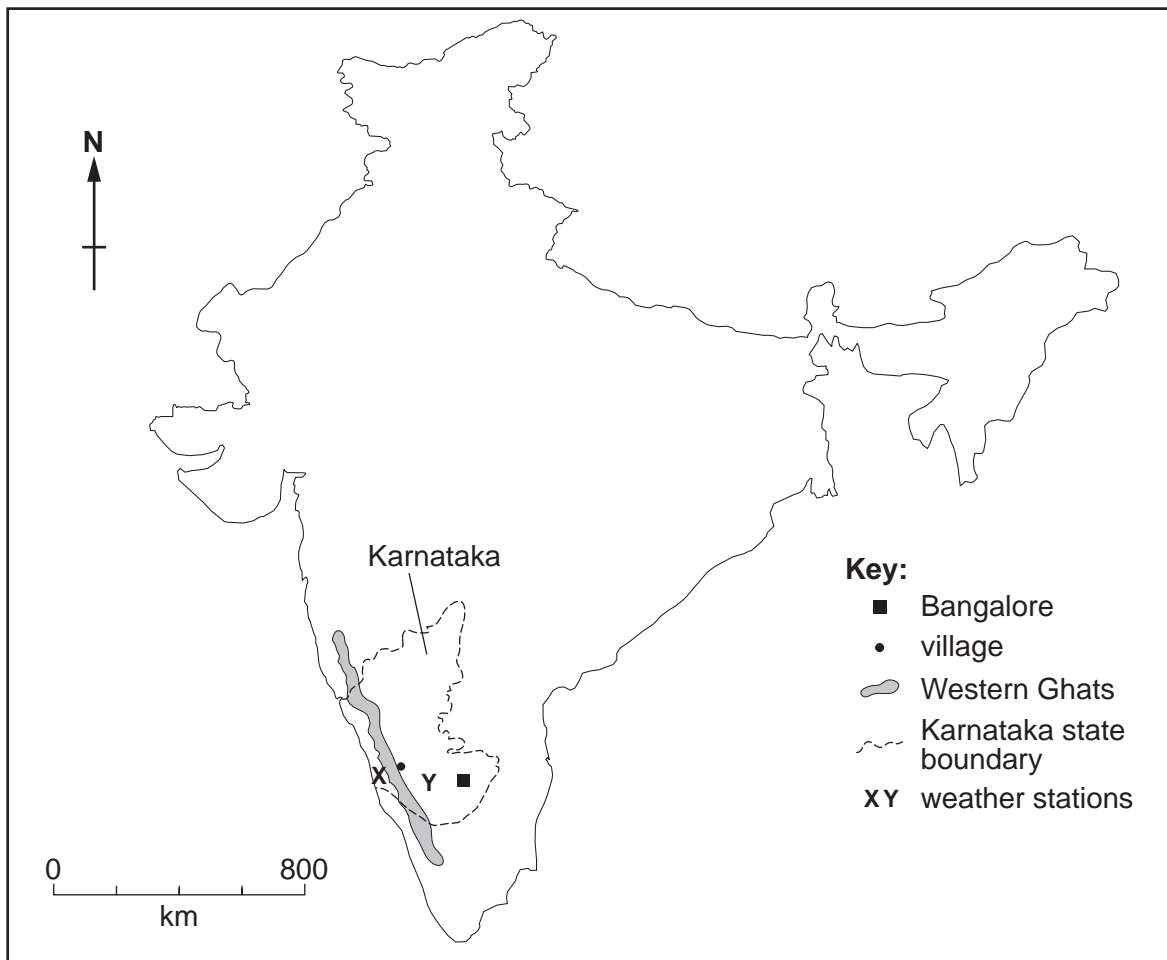 N
Karnataka
Key:
Bangalore
village
Western Ghats
Karnataka state
boundary
X Y weather stations
X
Y
0 800
km